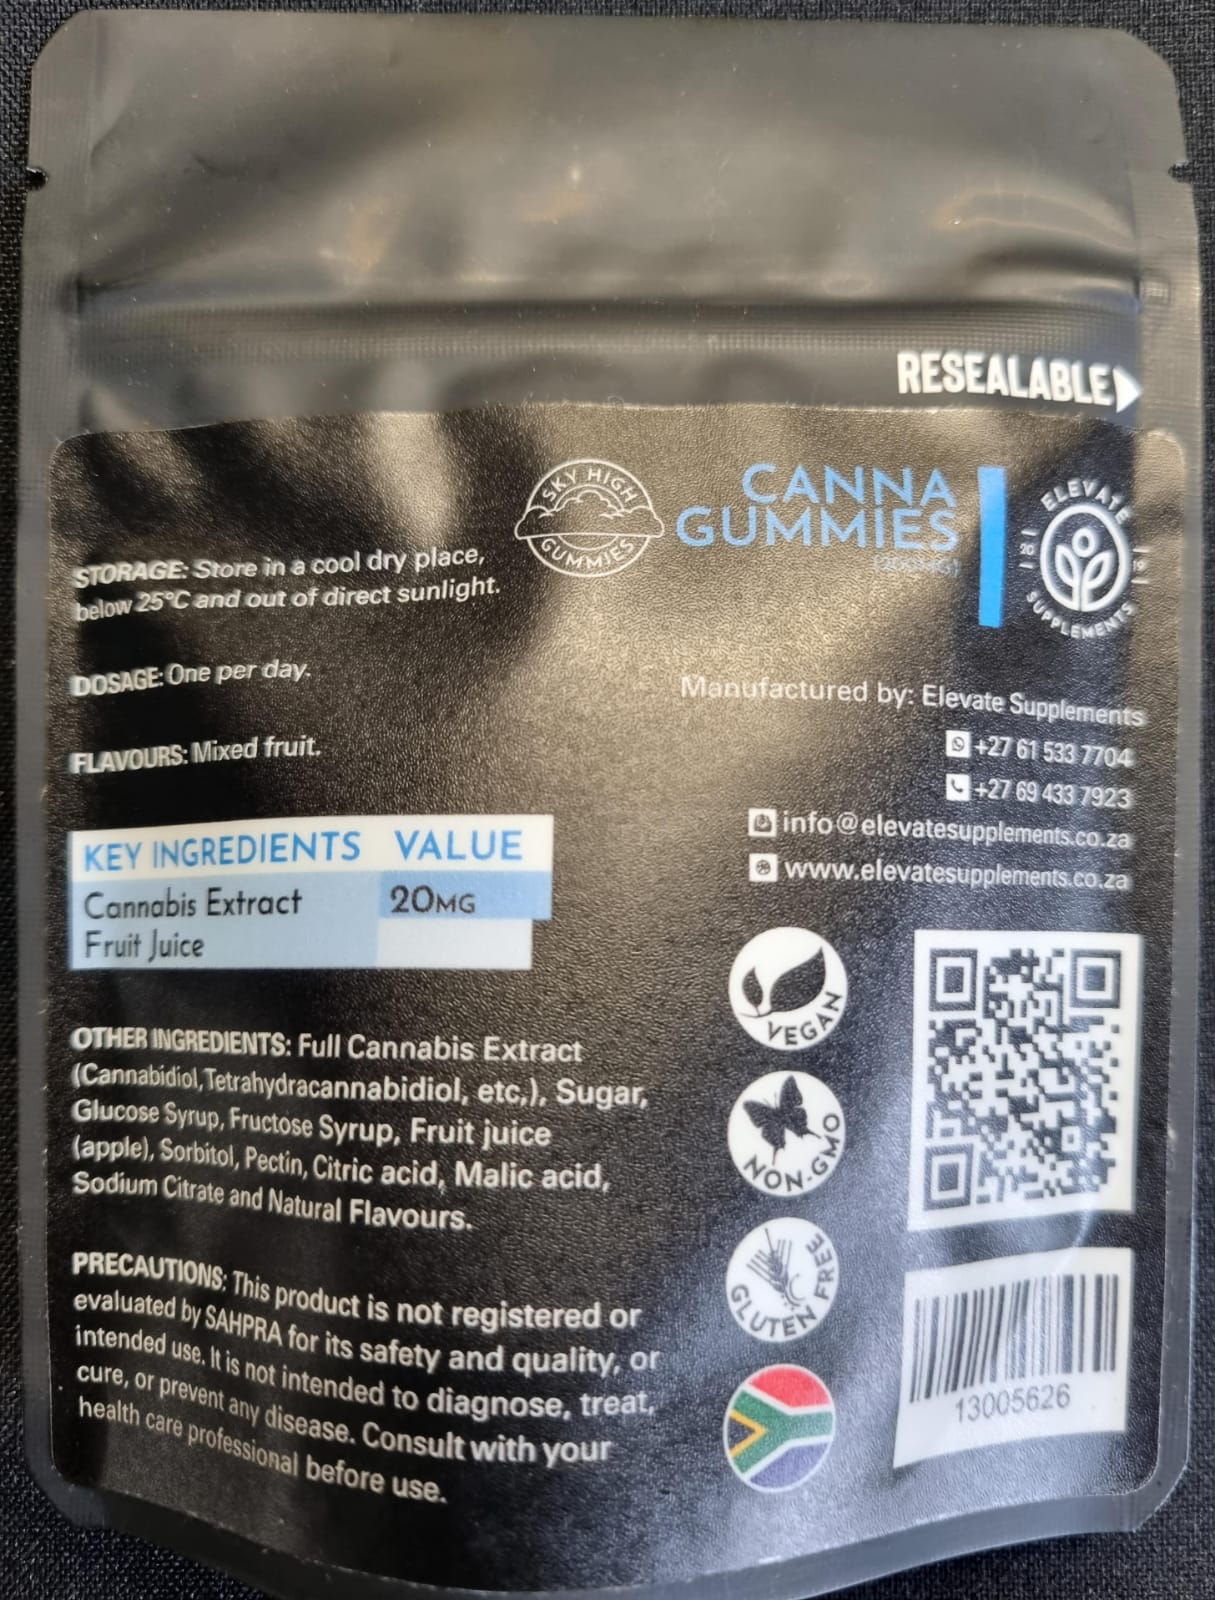 RESEALABLE
SKY HIGH
GUMMIES
CANNA
GUMMIES
(200MG)
ELEVATE
20 19
SUPPLEMENTS
STORAGE: Store in a cool dry place,
below 25°C and out of direct sunlight.
DOSAGE: One per day.
FLAVOURS: Mixed fruit.
KEY INGREDIENTS VALUE
Cannabis Extract 20MG
Fruit Juice
OTHER INGREDIENTS: Full Cannabis Extract
(Cannabidiol, Tetrahydracannabidiol, etc.), Sugar,
Glucose Syrup, Fructose Syrup, Fruit juice
(apple), Sorbitol, Pectin, Citric acid, Malic acid,
Sodium Citrate and Natural Flavours.
PRECAUTIONS: This product is not registered or
evaluated by SAHPRA for its safety and quality, or
intended use. It is not intended to diagnose, treat,
cure, or prevent any disease. Consult with your
health care professional before use.
Manufactured by: Elevate Supplements
+27 61 533 7704
+27 69 433 7923
info@elevatesupplements.co.za
www.elevatesupplements.co.za
VEGAN
NON-GMO
GLUTEN FREE
13005626